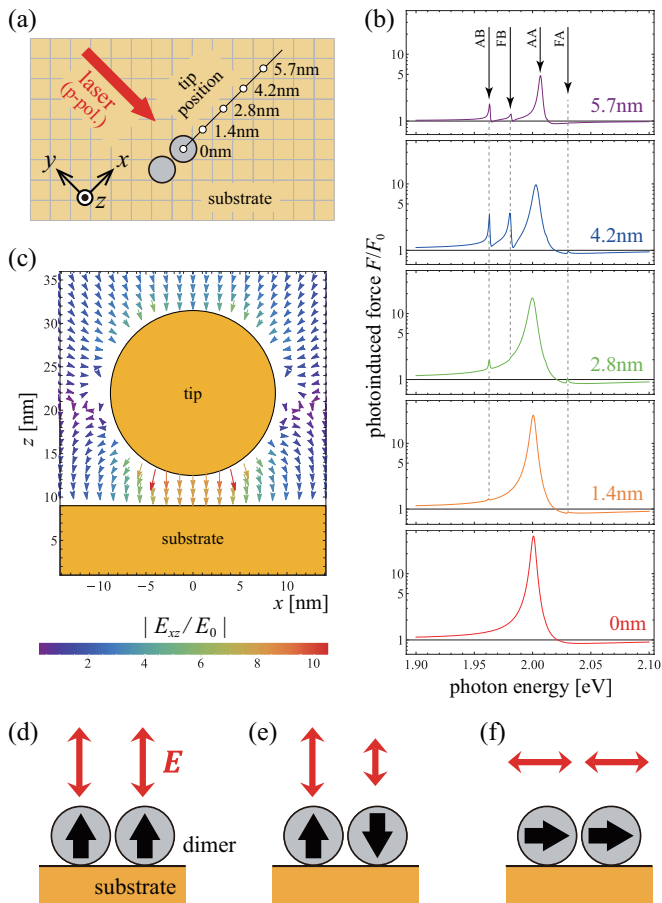 (a)
laser
(p-pol.)
tip
position
5.7nm
4.2nm
2.8nm
1.4nm
0nm
y
x
z
substrate
(b)
AB
FB
AA
FA
10
5
1
5.7nm
10
5
1
4.2nm
10
5
1
2.8nm
10
5
1
1.4nm
10
5
1
0nm
photoinduced force F/F₀
1.90
1.95
2.00
2.05
2.10
photon energy [eV]
(c)
35
30
25
20
15
10
5
z [nm]
tip
substrate
−10
−5
0
5
10
x [nm]
| E_xz / E₀ |
2
4
6
8
10
(d)
E
dimer
substrate
(e)
(f)